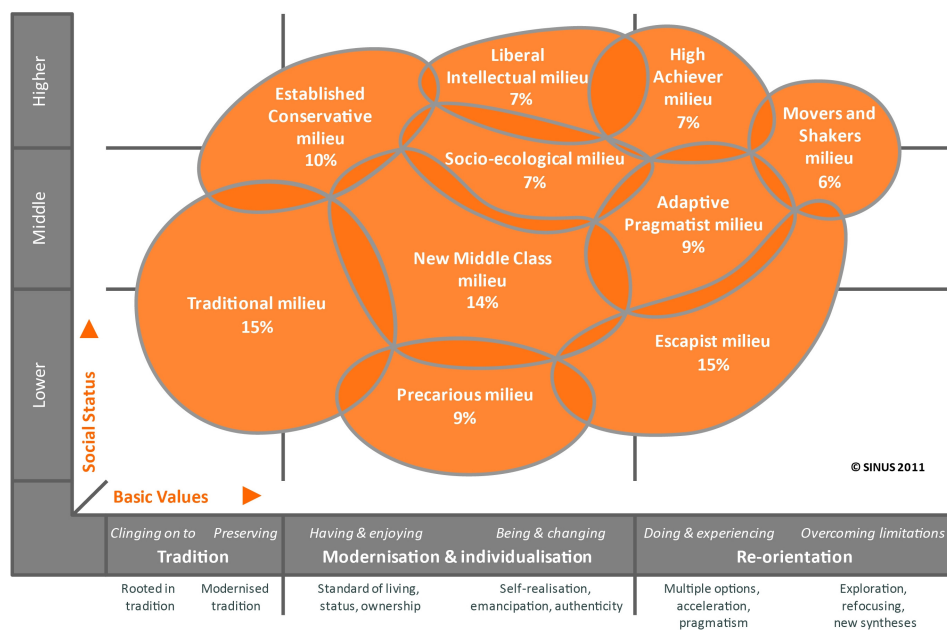 Higher
Middle
Lower
Social Status
Liberal
Intellectual milieu
7%
High
Achiever
milieu
7%
Established
Conservative
milieu
10%
Movers and
Shakers
milieu
6%
Socio-ecological milieu
7%
Adaptive
Pragmatist milieu
9%
New Middle Class
milieu
14%
Traditional milieu
15%
Escapist milieu
15%
Precarious milieu
9%
© SINUS 2011
Basic Values
Clinging on to Preserving
Tradition
Having & enjoying Being & changing
Modernisation & individualisation
Doing & experiencing Overcoming limitations
Re-orientation
Rooted in
tradition
Modernised
tradition
Standard of living,
status, ownership
Self-realisation,
emancipation, authenticity
Multiple options,
acceleration,
pragmatism
Exploration,
refocusing,
new syntheses